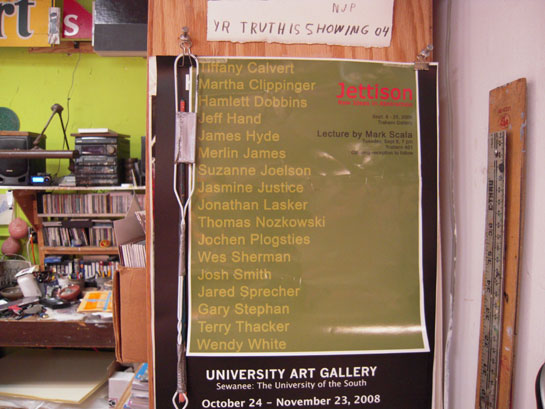 NJP
YR TRUTH IS SHOWING 04
Tiffany Calvert
Martha Clippinger
Hamlett Dobbins
Jeff Hand
James Hyde
Merlin James
Suzanne Joelson
Jasmine Justice
Jonathan Lasker
Thomas Nozkowski
Jochen Plogsties
Wes Sherman
Josh Smith
Jared Sprecher
Gary Stephan
Terry Thacker
Wendy White
Jettison
Trahern Gallery
Lecture by Mark Scala
UNIVERSITY ART GALLERY
Sewanee: The University of the South
October 24 – November 23, 2008